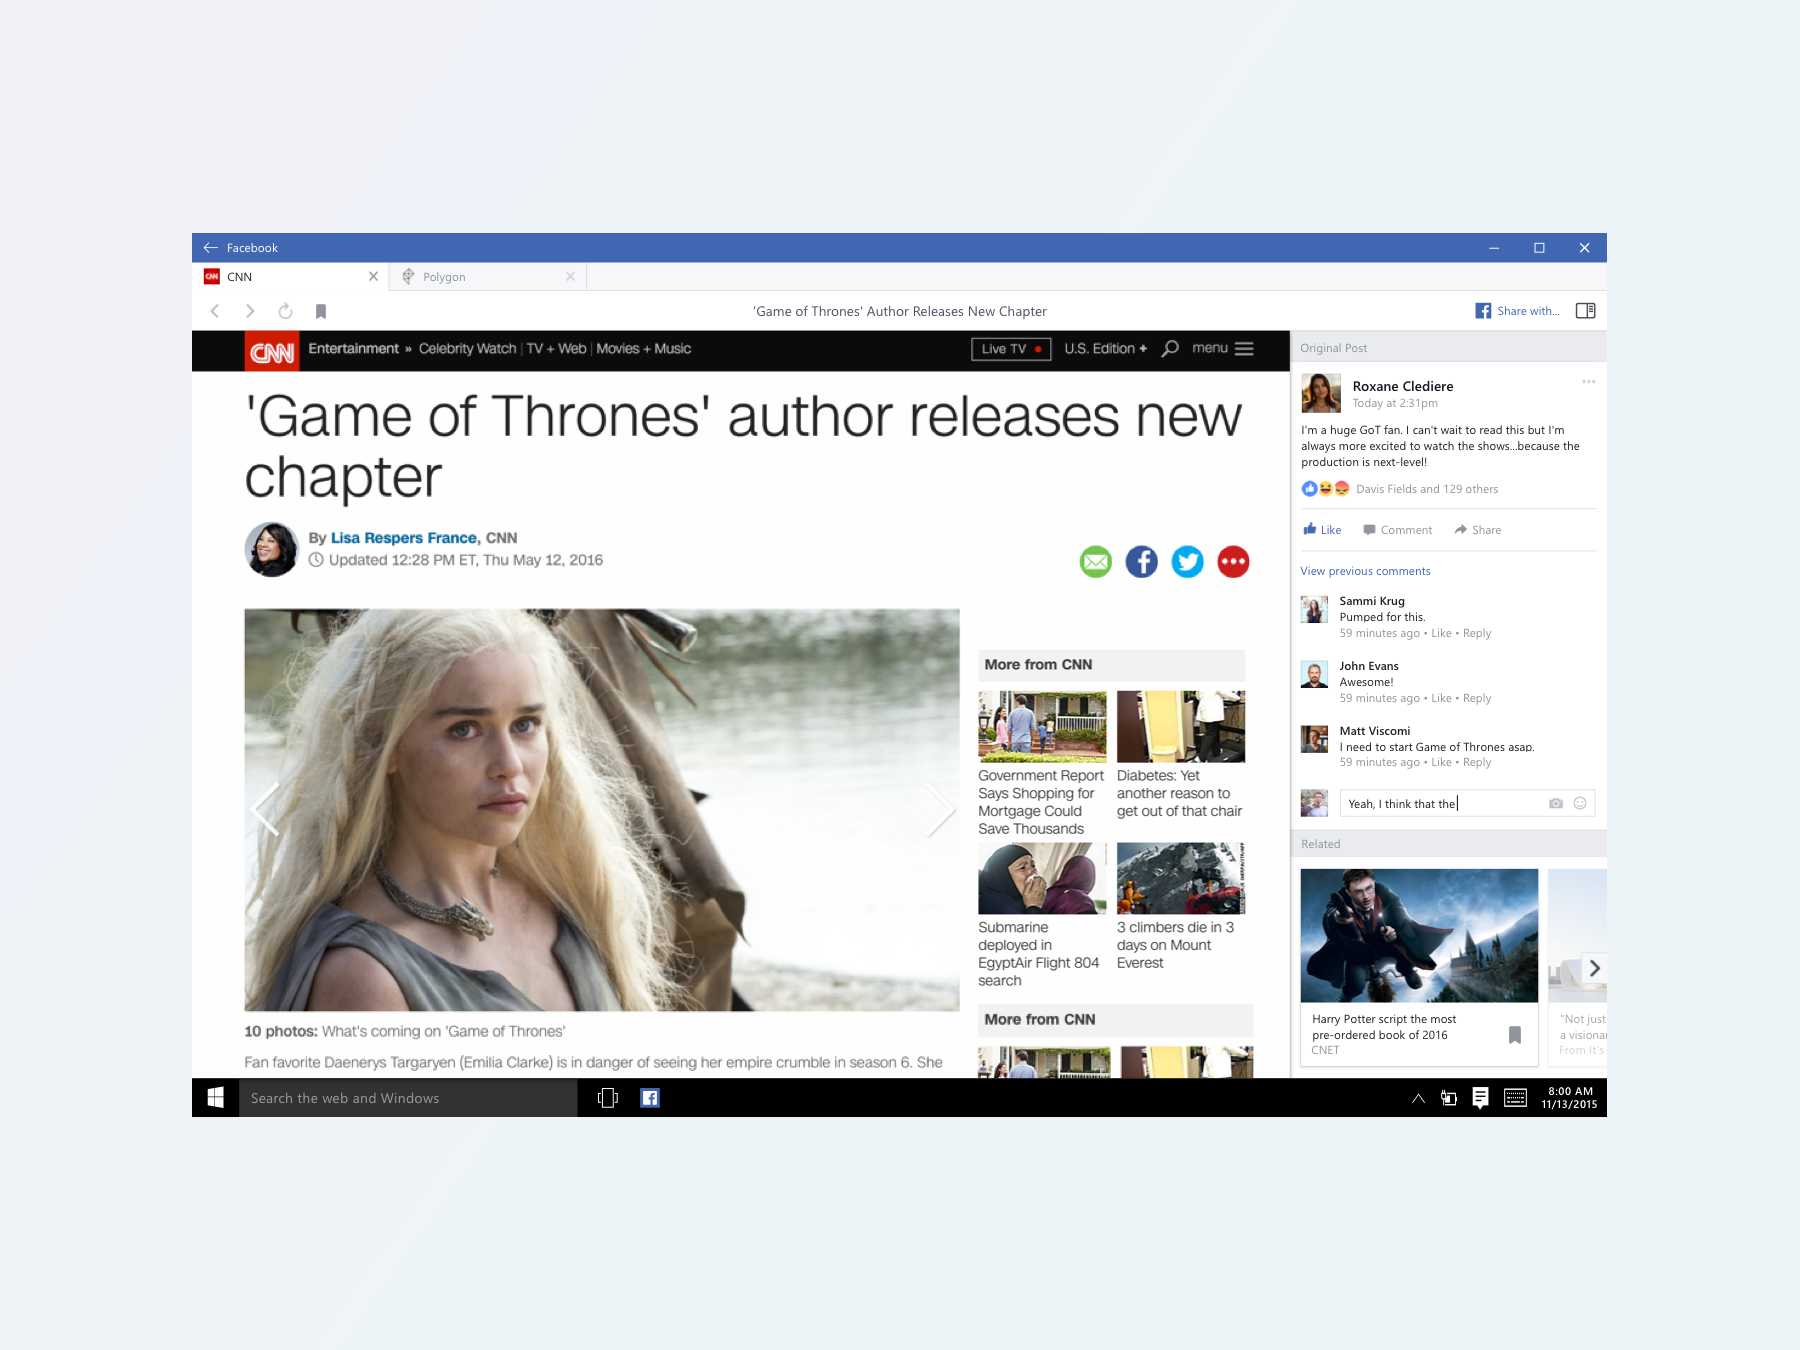 Facebook
CNN
Polygon
'Game of Thrones' Author Releases New Chapter
Share with...
CNN
Entertainment » Celebrity Watch | TV + Web | Movies + Music
Live TV
U.S. Edition +
menu
'Game of Thrones' author releases new
chapter
By Lisa Respers France, CNN
Updated 12:28 PM ET, Thu May 12, 2016
More from CNN
Government Report
Says Shopping for
Mortgage Could
Save Thousands
Diabetes: Yet
another reason to
get out of that chair
Submarine
deployed in
EgyptAir Flight 804
search
3 climbers die in 3
days on Mount
Everest
More from CNN
10 photos: What's coming on 'Game of Thrones'
Fan favorite Daenerys Targaryen (Emilia Clarke) is in danger of seeing her empire crumble in season 6. She
Original Post
Roxane Clediere
Today at 2:31pm
I'm a huge GoT fan. I can't wait to read this but I'm
always more excited to watch the shows...because the
production is next-level!
Davis Fields and 129 others
Like
Comment
Share
View previous comments
Sammi Krug
Pumped for this.
59 minutes ago • Like • Reply
John Evans
Awesome!
59 minutes ago • Like • Reply
Matt Viscomi
I need to start Game of Thrones asap.
59 minutes ago • Like • Reply
Yeah, I think that the
Related
Harry Potter script the most
pre-ordered book of 2016
CNET
"Not just
a visiona
From It's
Search the web and Windows
8:00 AM
11/13/2015